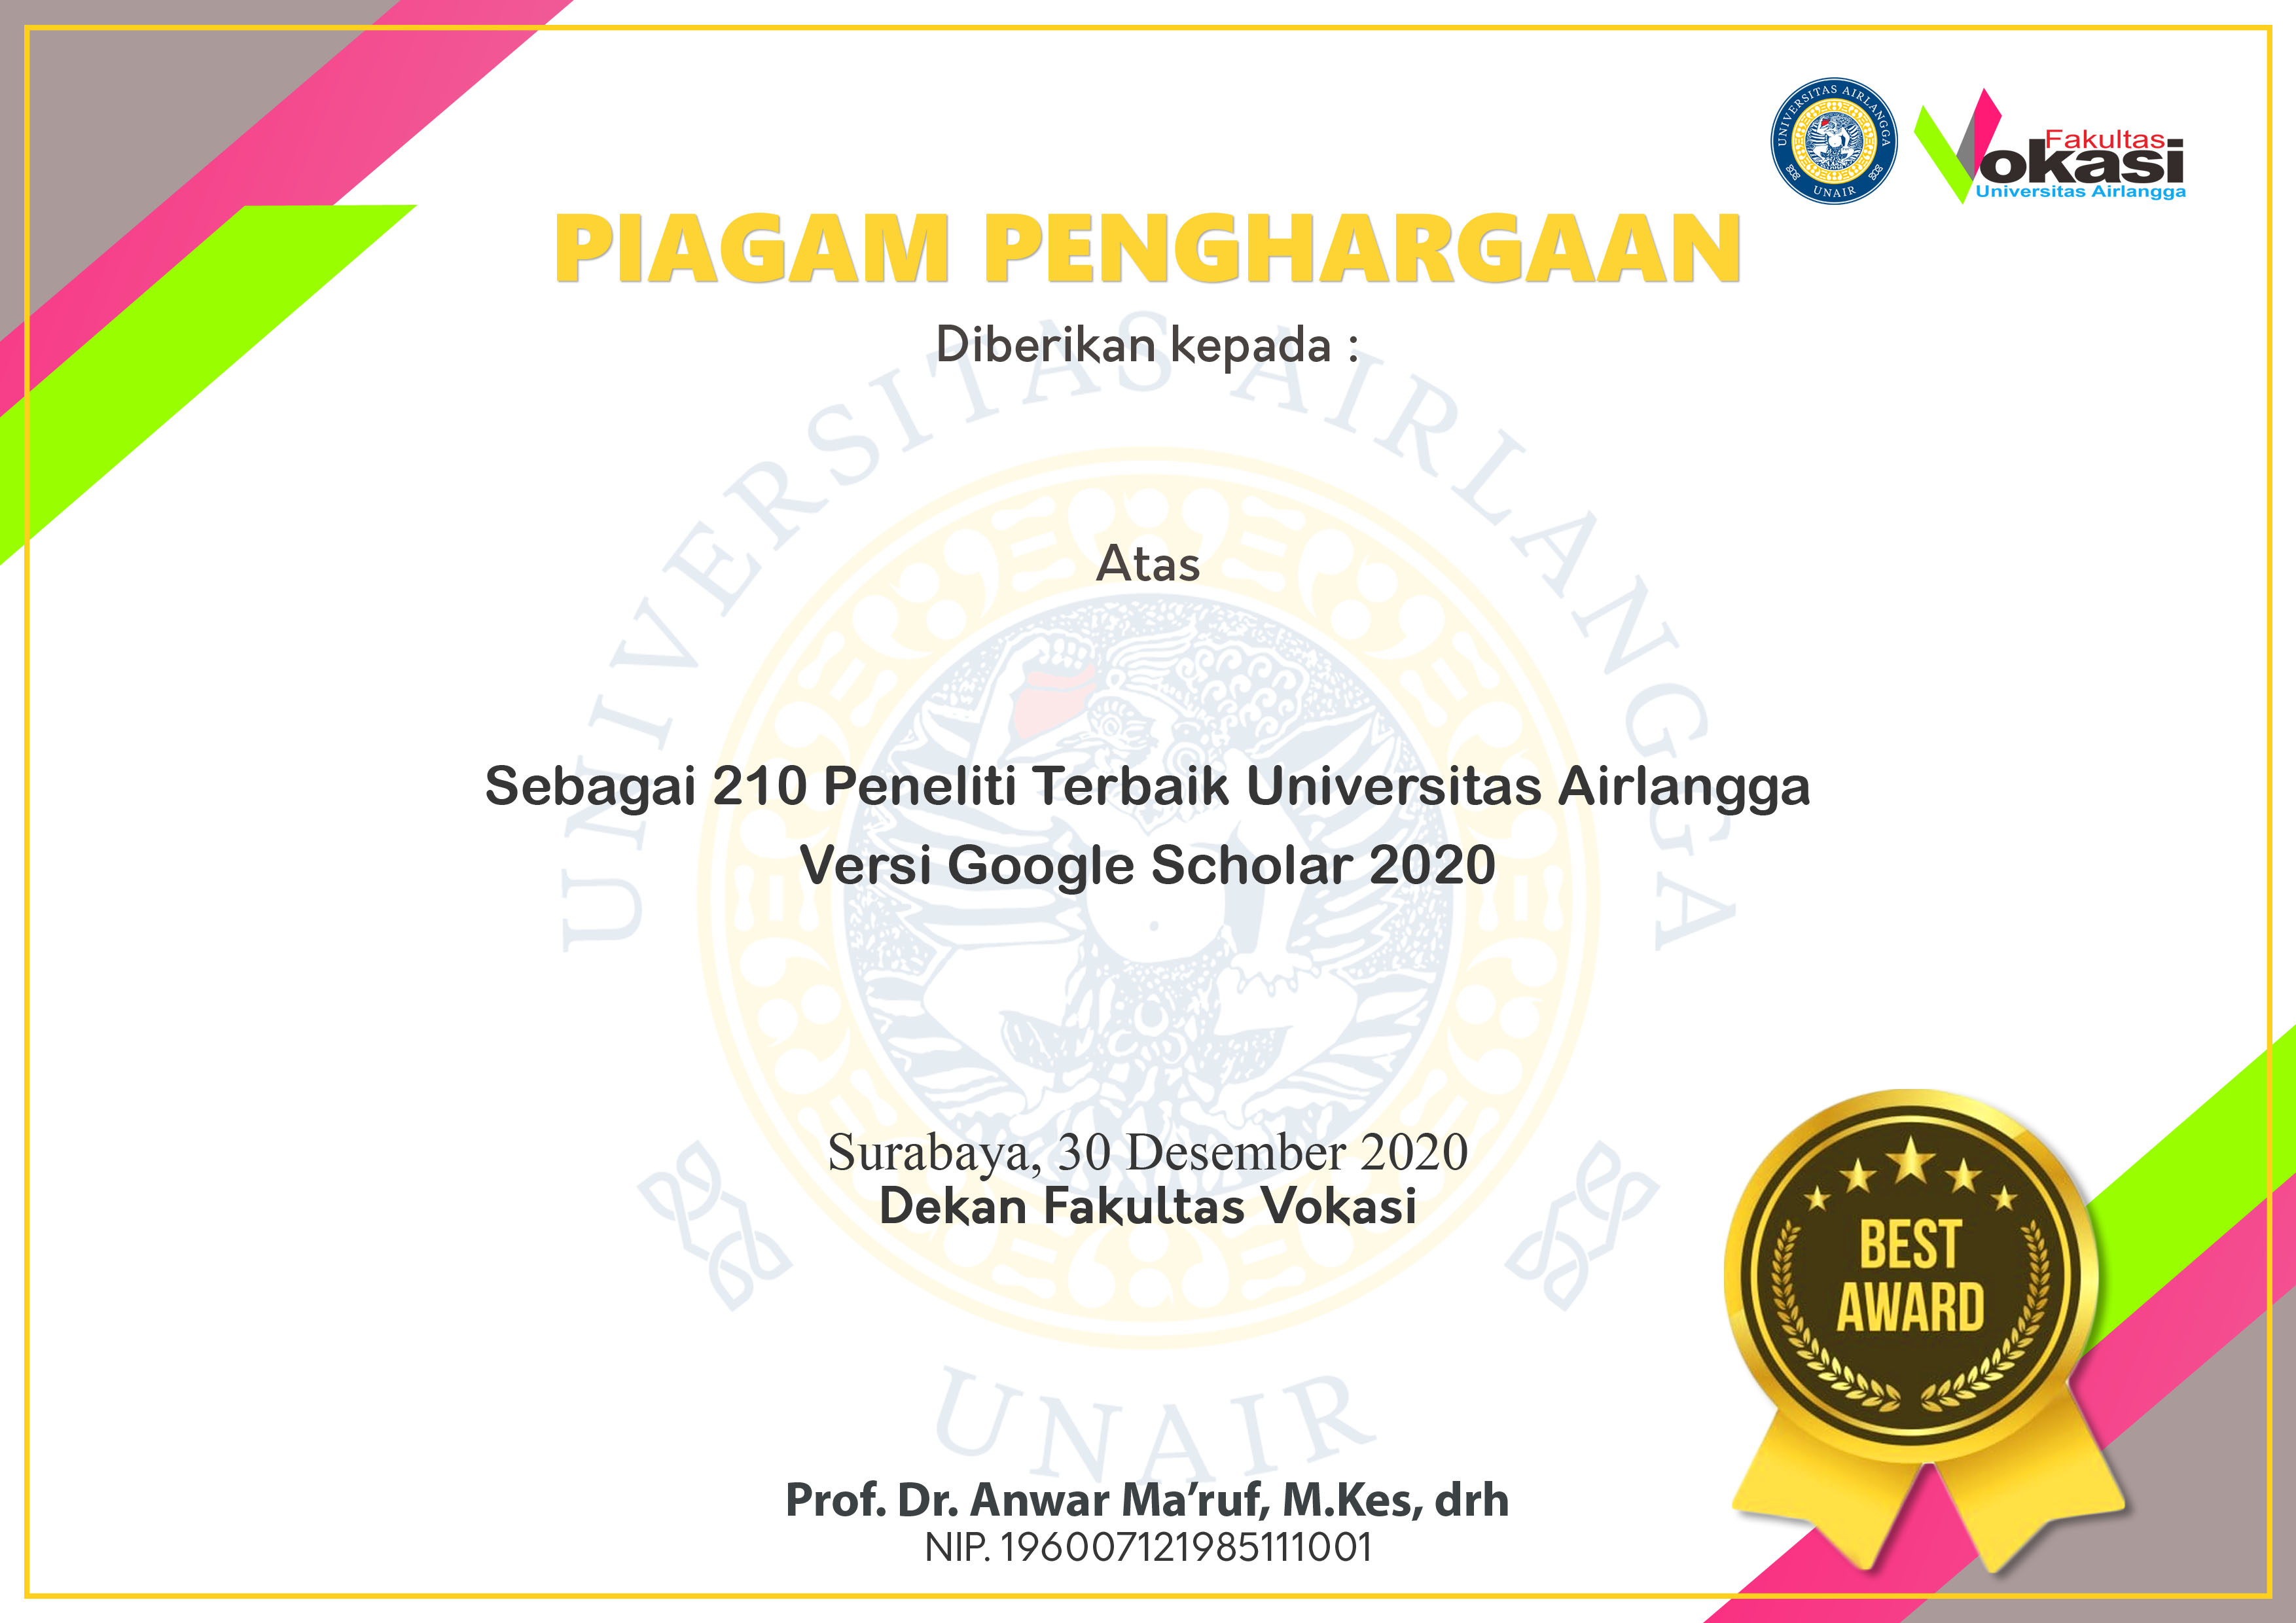 UNIVERSITAS AIRLANGGA
UNAIR
Fakultas
Vokasi
Universitas Airlangga
PIAGAM PENGHARGAAN
Diberikan kepada :
UNIVERSITAS AIRLANGGA
Atas
Sebagai 210 Peneliti Terbaik Universitas Airlangga
Versi Google Scholar 2020
Surabaya, 30 Desember 2020
Dekan Fakultas Vokasi
BEST
AWARD
UNAIR
Prof. Dr. Anwar Ma’ruf, M.Kes, drh
NIP. 196007121985111001